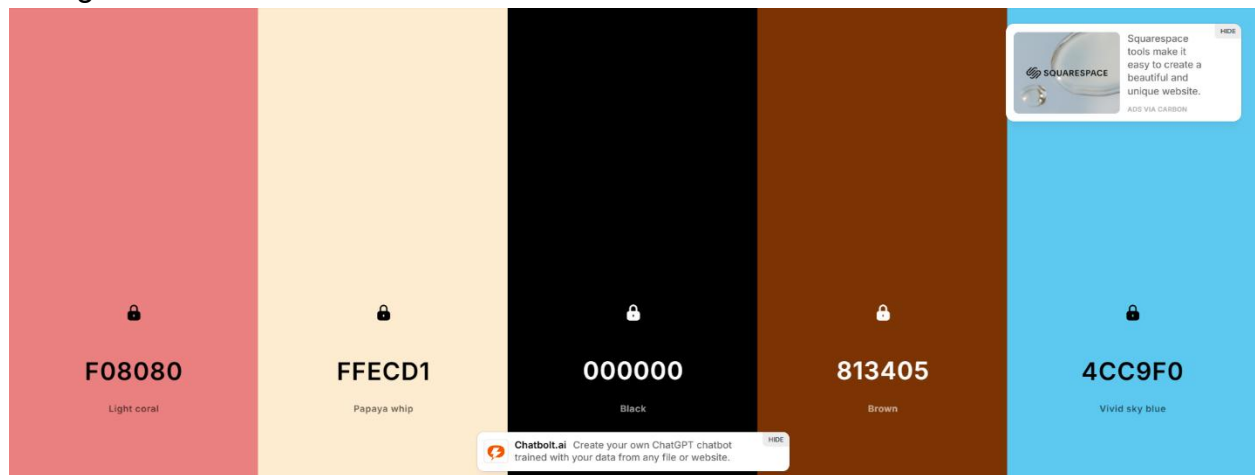 HIDE
Squarespace
tools make it
easy to create a
beautiful and
unique website.
SQUARESPACE
ADS VIA CARBON
F08080
FFECD1
000000
813405
4CC9F0
Light coral
Papaya whip
Black
Brown
Vivid sky blue
Chatbolt.ai Create your own ChatGPT chatbot
trained with your data from any file or website.
HIDE